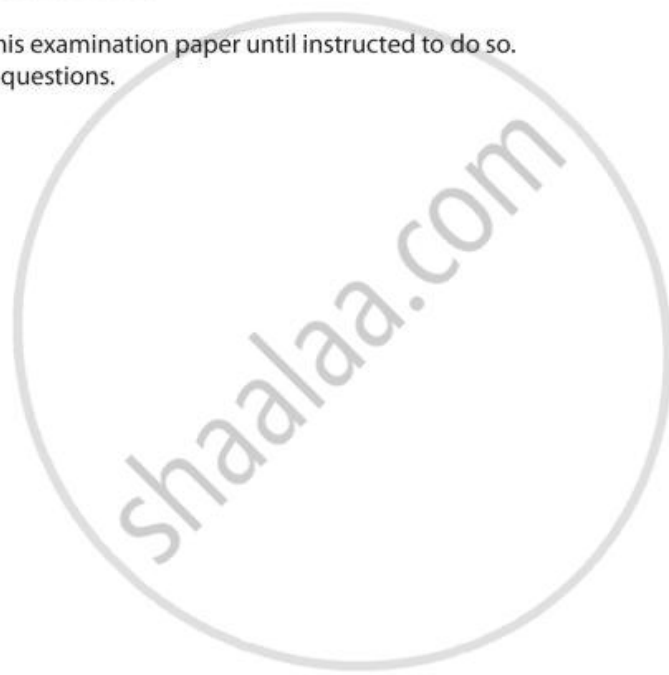 his examination paper until instructed to do so.
questions.
shaalaa.com